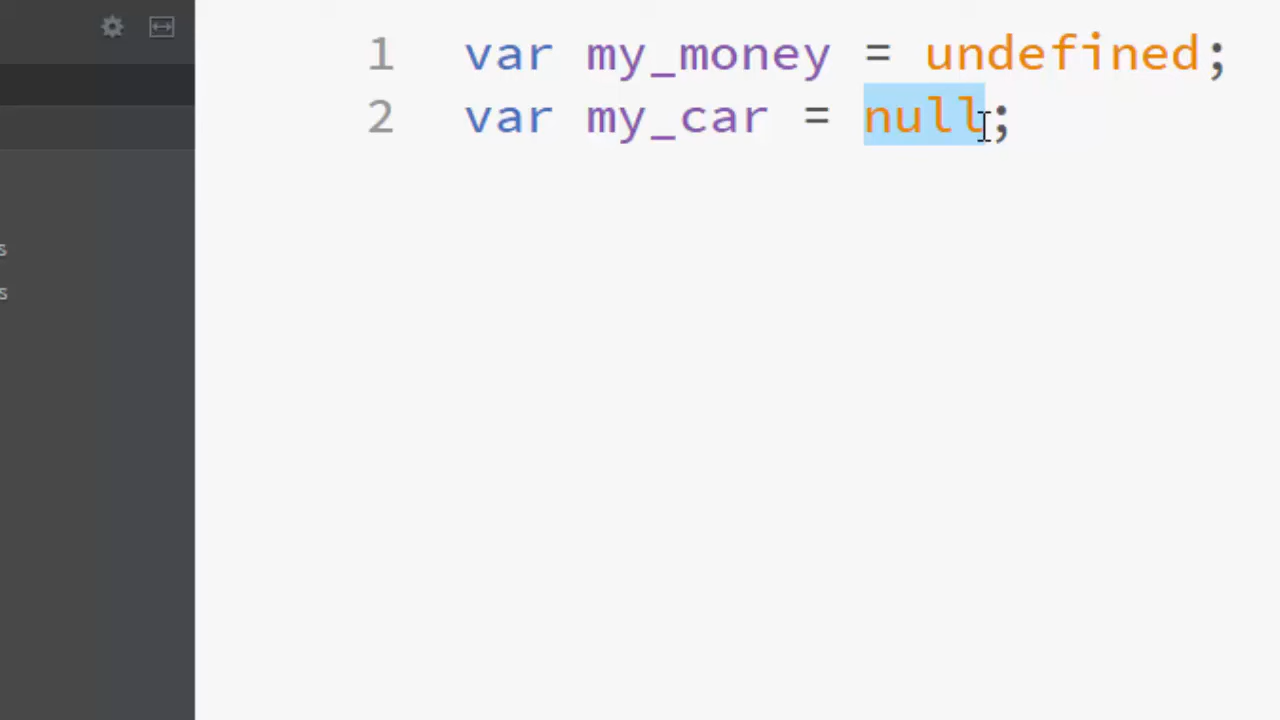 1 var my_money = undefined;
2 var my_car = null;
s
s